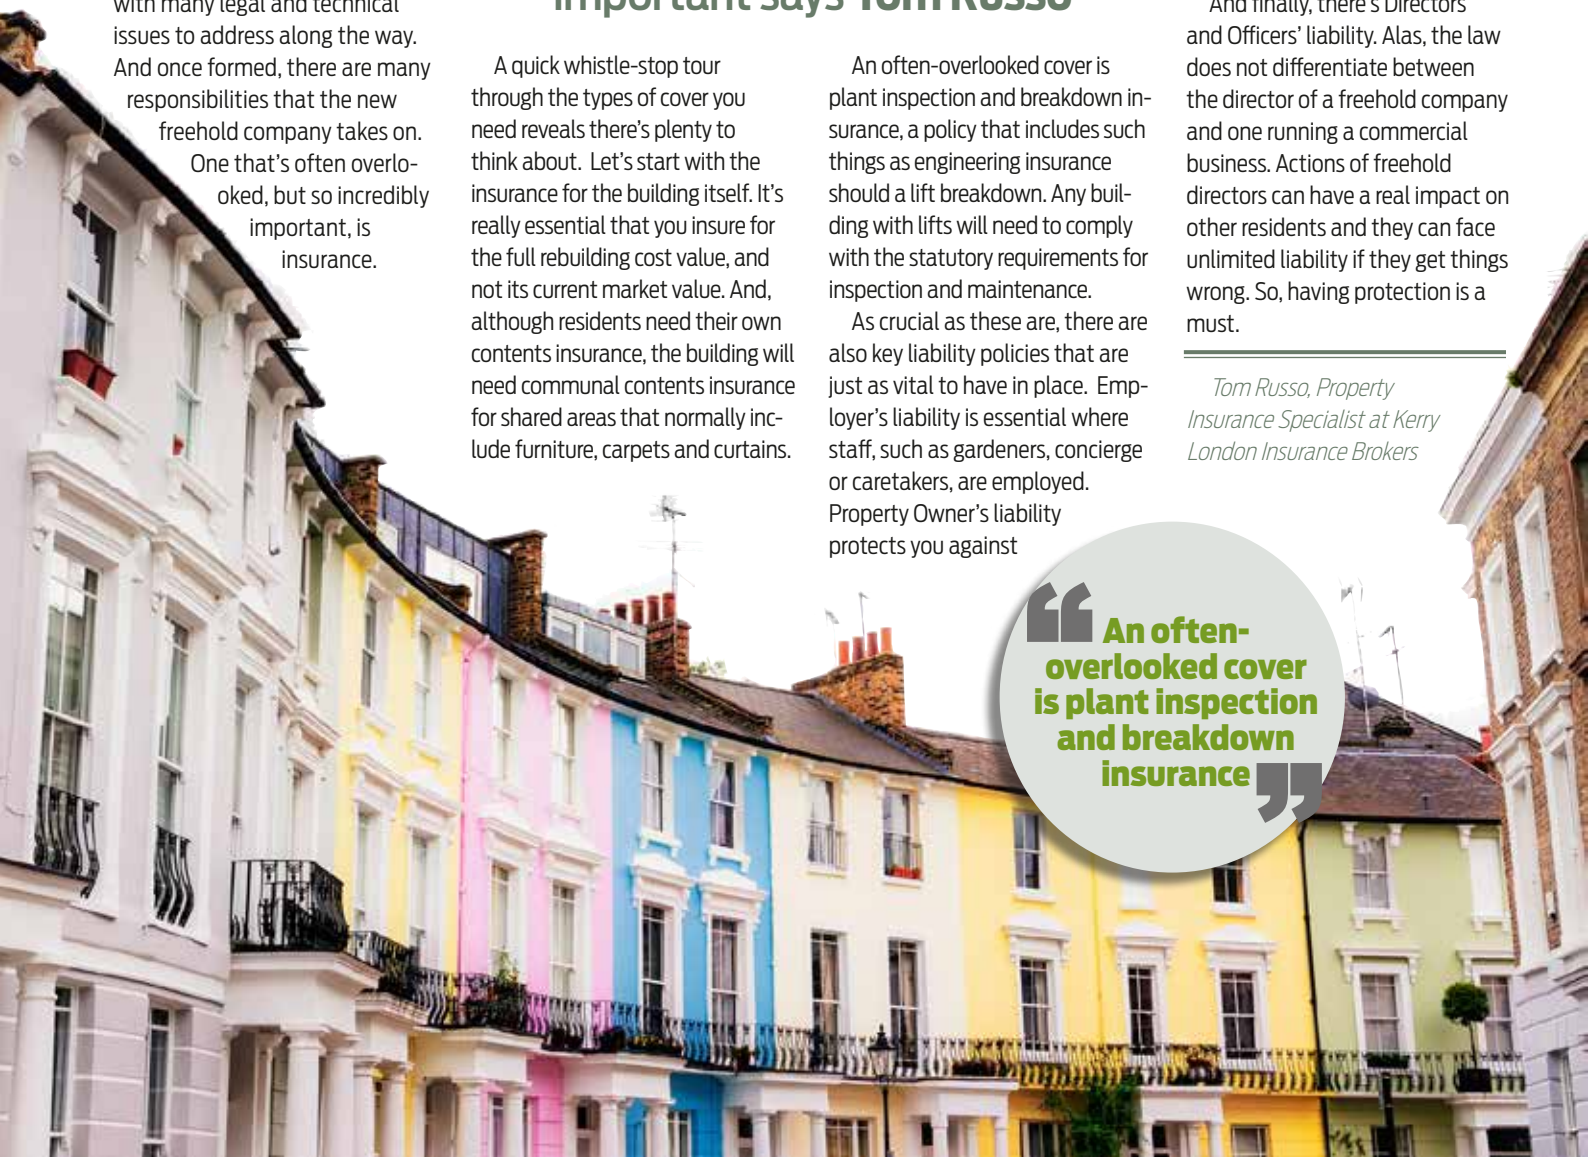 with many legal and technical
issues to address along the way.
And once formed, there are many
responsibilities that the new
freehold company takes on.
One that's often overlo-
oked, but so incredibly
important, is
insurance.
important says Tom Russo
A quick whistle-stop tour
through the types of cover you
need reveals there's plenty to
think about. Let's start with the
insurance for the building itself. It's
really essential that you insure for
the full rebuilding cost value, and
not its current market value. And,
although residents need their own
contents insurance, the building will
need communal contents insurance
for shared areas that normally inc-
lude furniture, carpets and curtains.
An often-overlooked cover is
plant inspection and breakdown in-
surance, a policy that includes such
things as engineering insurance
should a lift breakdown. Any buil-
ding with lifts will need to comply
with the statutory requirements for
inspection and maintenance.
As crucial as these are, there are
also key liability policies that are
just as vital to have in place. Emp-
loyer's liability is essential where
staff, such as gardeners, concierge
or caretakers, are employed.
Property Owner's liability
protects you against
And finally, there's Directors
and Officers' liability. Alas, the law
does not differentiate between
the director of a freehold company
and one running a commercial
business. Actions of freehold
directors can have a real impact on
other residents and they can face
unlimited liability if they get things
wrong. So, having protection is a
must.
Tom Russo, Property
Insurance Specialist at Kerry
London Insurance Brokers
“An often-
overlooked cover
is plant inspection
and breakdown
insurance”